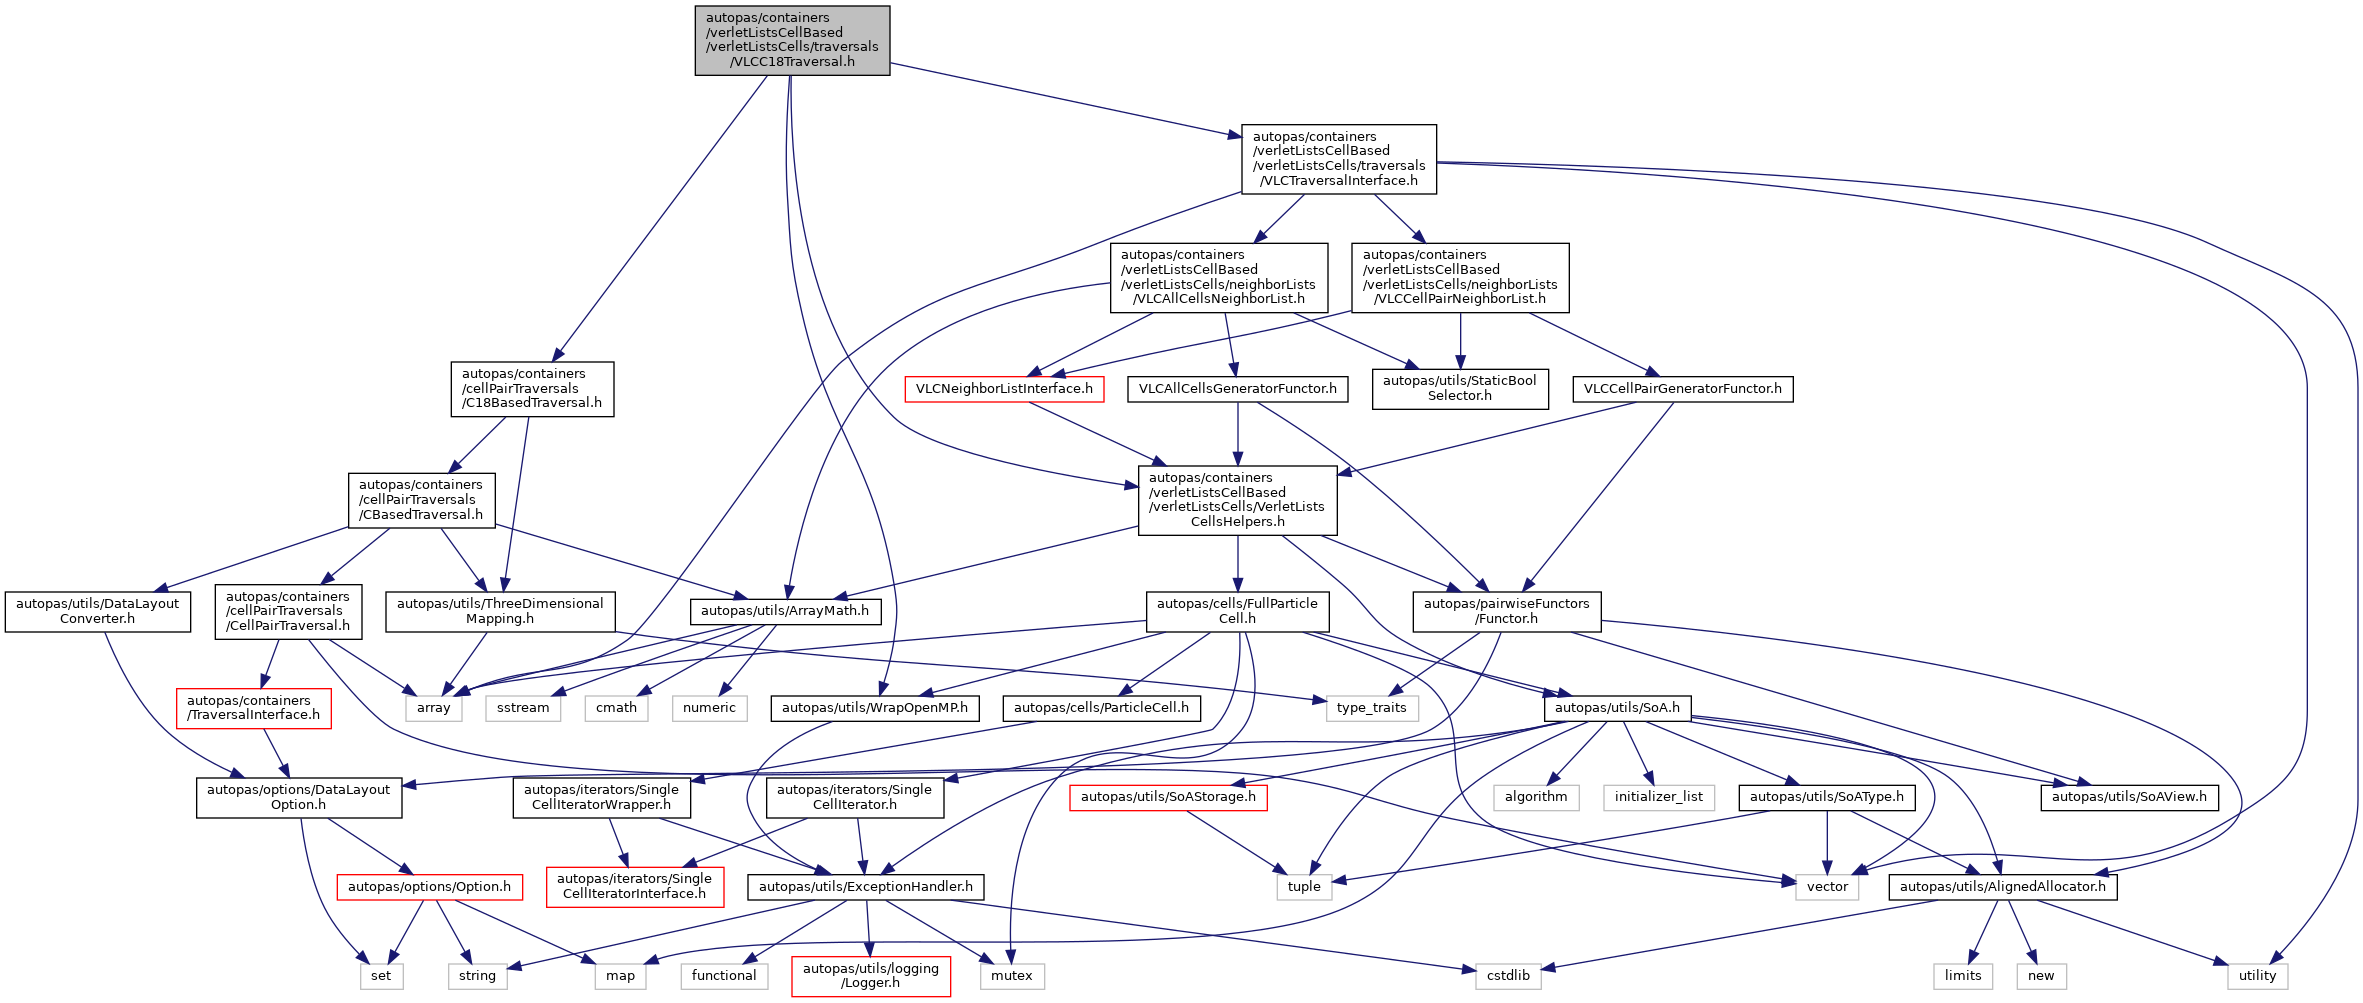 autopas/containers
/verletListsCellBased
/verletListsCells/traversals
/VLCC18Traversal.h
autopas/containers
/verletListsCellBased
/verletListsCells/traversals
/VLCTraversalInterface.h
autopas/containers
/verletListsCellBased
/verletListsCells/neighborLists
/VLCAllCellsNeighborList.h
autopas/containers
/verletListsCellBased
/verletListsCells/neighborLists
/VLCCellPairNeighborList.h
autopas/containers
/cellPairTraversals
/C18BasedTraversal.h
VLCNeighborListInterface.h
VLCAllCellsGeneratorFunctor.h
autopas/utils/StaticBool
Selector.h
VLCCellPairGeneratorFunctor.h
autopas/containers
/cellPairTraversals
/CBasedTraversal.h
autopas/containers
/verletListsCellBased
/verletListsCells/VerletLists
CellsHelpers.h
autopas/utils/DataLayout
Converter.h
autopas/containers
/cellPairTraversals
/CellPairTraversal.h
autopas/utils/ThreeDimensional
Mapping.h
autopas/utils/ArrayMath.h
autopas/cells/FullParticle
Cell.h
autopas/pairwiseFunctors
/Functor.h
autopas/containers
/TraversalInterface.h
array
sstream
cmath
numeric
autopas/utils/WrapOpenMP.h
autopas/cells/ParticleCell.h
type_traits
autopas/utils/SoA.h
autopas/options/DataLayout
Option.h
autopas/iterators/Single
CellIteratorWrapper.h
autopas/iterators/Single
CellIterator.h
autopas/utils/SoAStorage.h
algorithm
initializer_list
autopas/utils/SoAType.h
autopas/utils/SoAView.h
autopas/options/Option.h
autopas/iterators/Single
CellIteratorInterface.h
autopas/utils/ExceptionHandler.h
tuple
vector
autopas/utils/AlignedAllocator.h
set
string
map
functional
autopas/utils/logging
/Logger.h
mutex
cstdlib
limits
new
utility